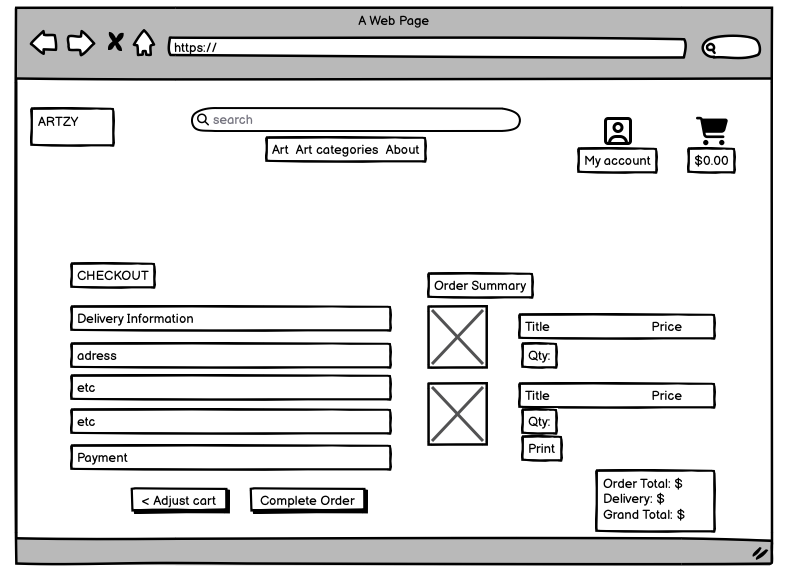 A Web Page
https://
ARTZY
search
Art Art categories About
My account
$0.00
CHECKOUT
Delivery Information
adress
etc
etc
Payment
< Adjust cart
Complete Order
Order Summary
Title Price
Qty:
Title Price
Qty:
Print
Order Total: $
Delivery: $
Grand Total: $